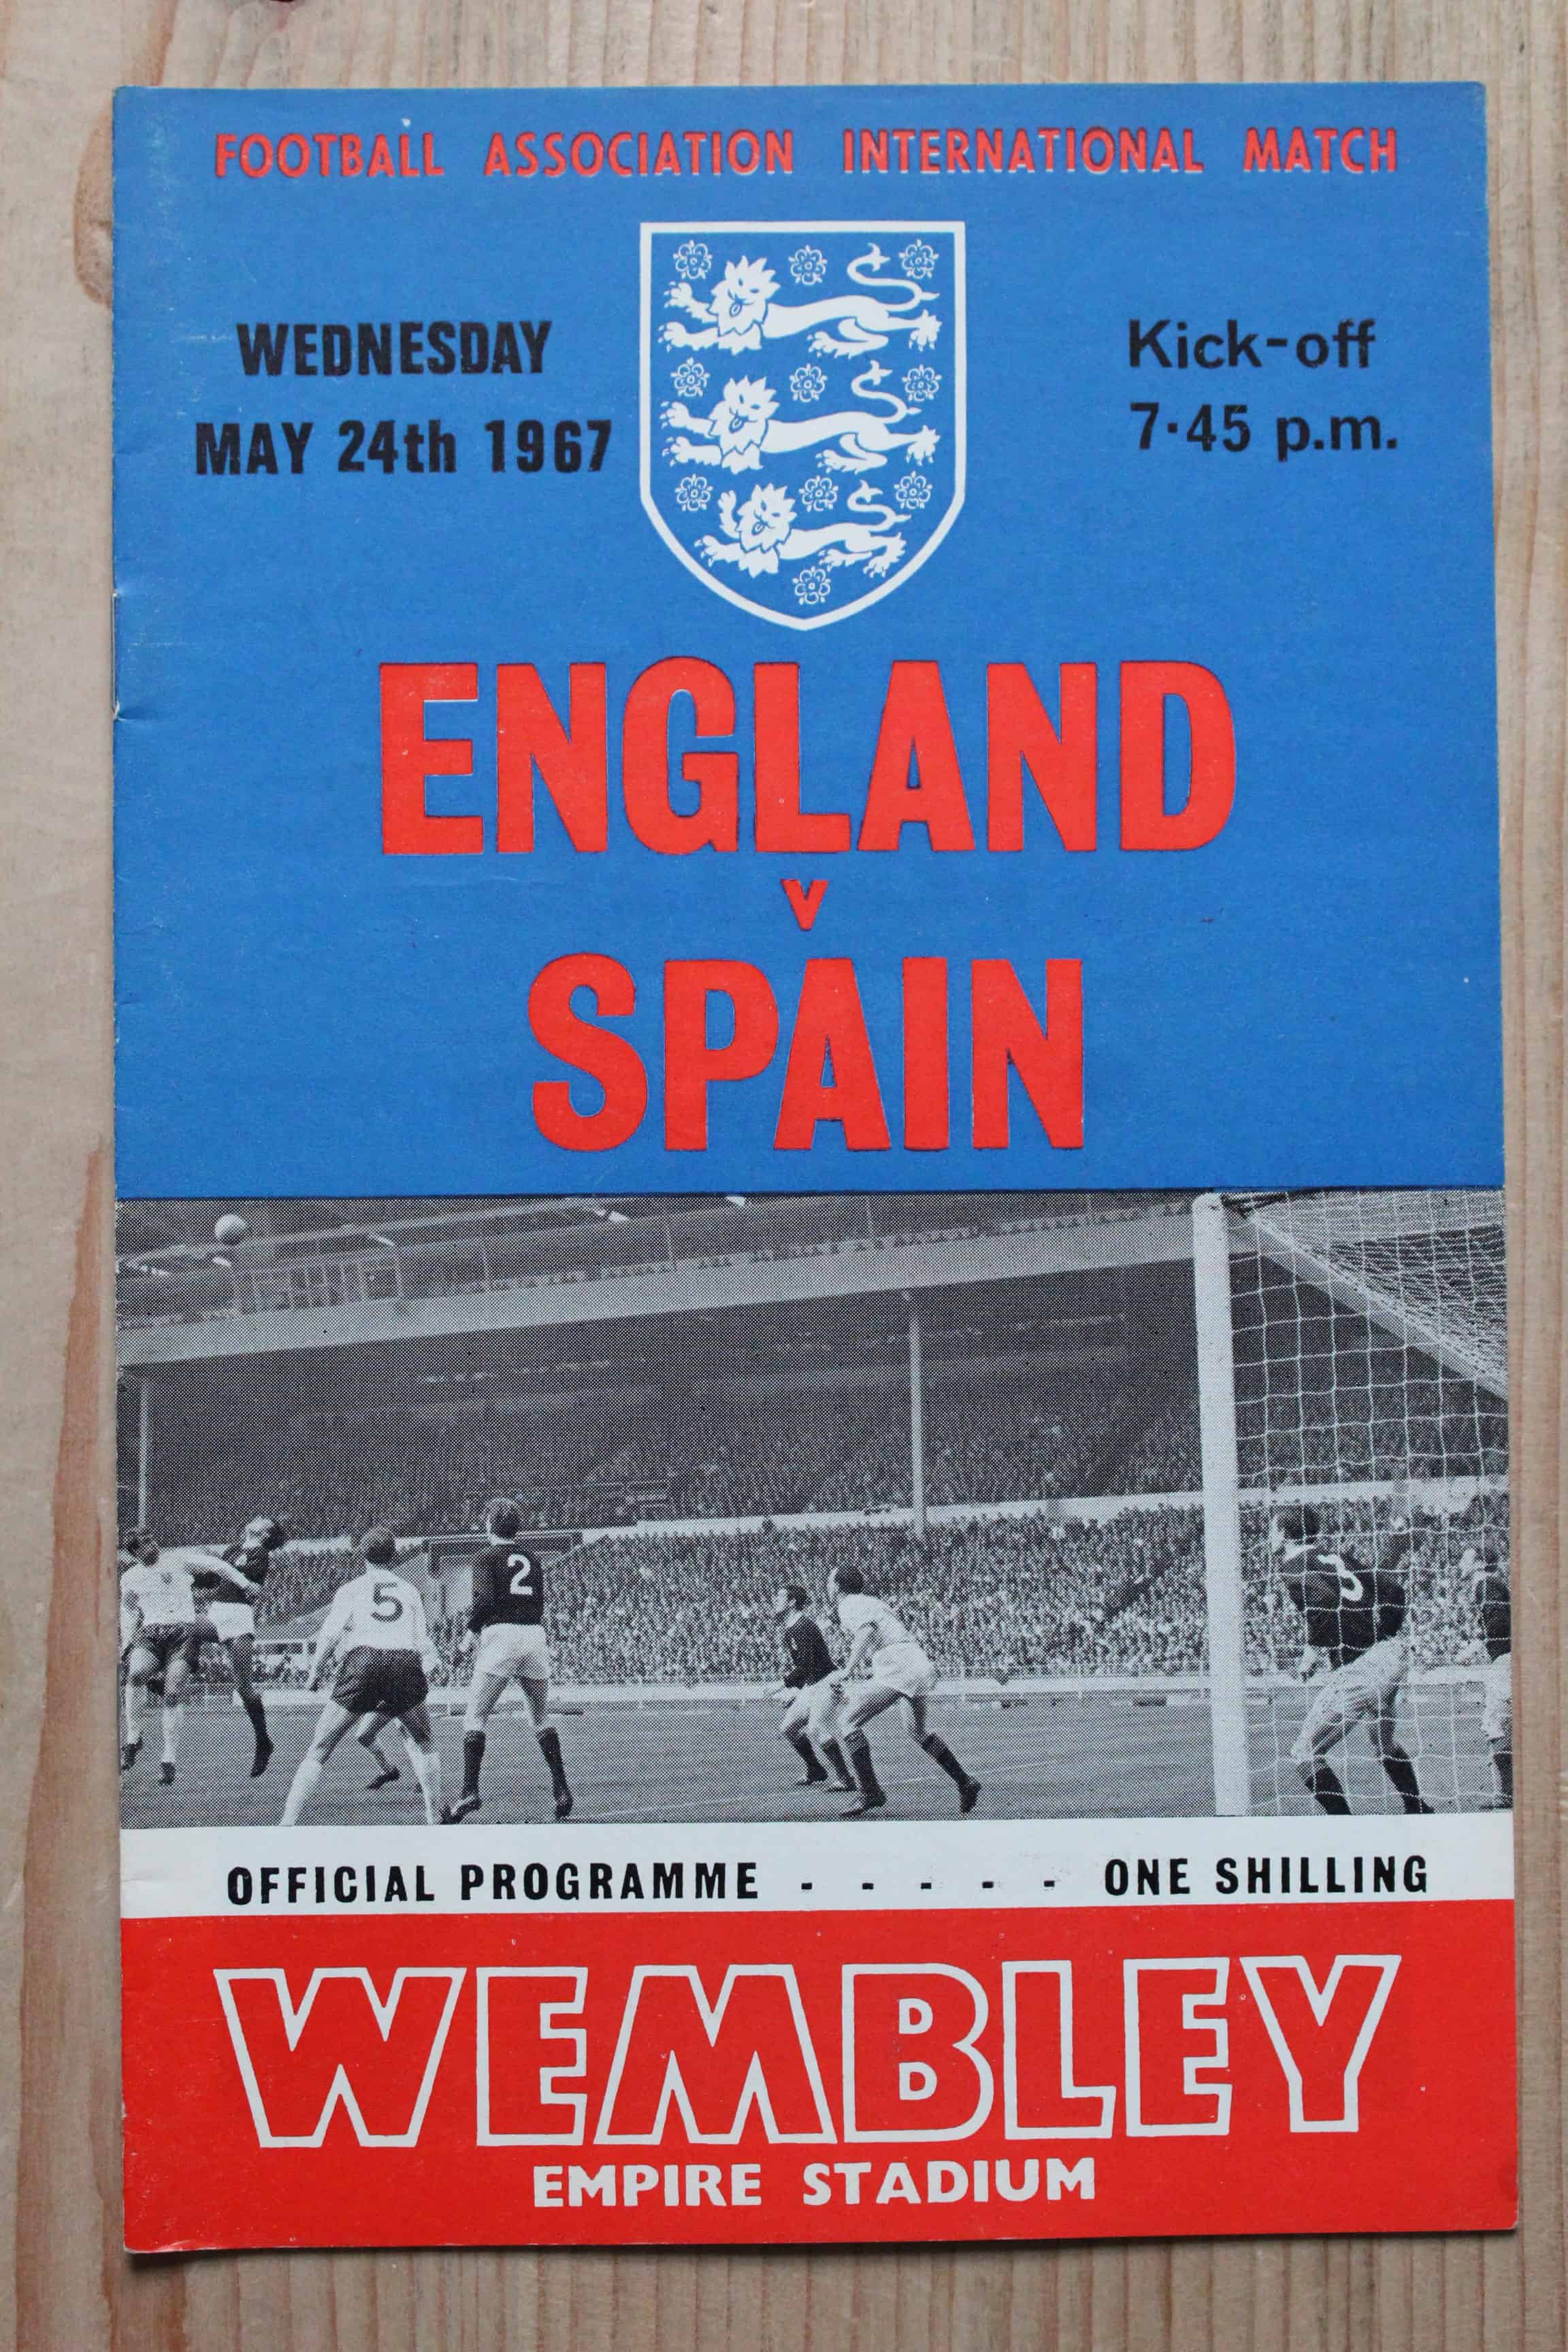 FOOTBALL ASSOCIATION INTERNATIONAL MATCH
WEDNESDAY
MAY 24th 1967
Kick-off
7·45 p.m.
ENGLAND
v
SPAIN
5
2
3
OFFICIAL PROGRAMME - - - - - ONE SHILLING
WEMBLEY
EMPIRE STADIUM